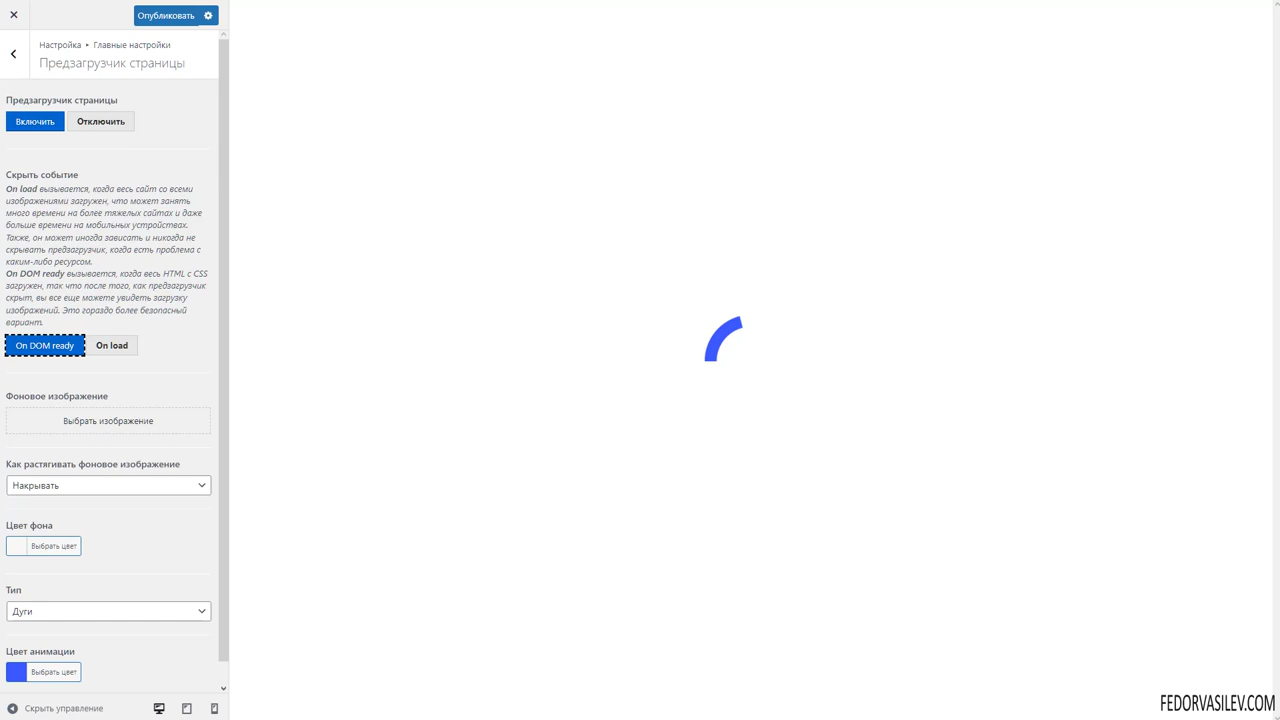 Опубликовать
Настройка ▸ Главные настройки
Предзагрузчик страницы
Предзагрузчик страницы
Включить
Отключить
Скрыть событие
On load вызывается, когда весь сайт со всеми
изображениями загружен, что может занять
много времени на более тяжелых сайтах и даже
больше времени на мобильных устройствах.
Также, он может иногда зависать и никогда не
скрывать предзагрузчик, когда есть проблема с
каким-либо ресурсом.
On DOM ready вызывается, когда весь HTML с CSS
загружен, так что после того, как предзагрузчик
скрыт, вы все еще можете увидеть загрузку
изображений. Это гораздо более безопасный
вариант.
On DOM ready
On load
Фоновое изображение
Выбрать изображение
Как растягивать фоновое изображение
Накрывать
Цвет фона
Выбрать цвет
Тип
Дуги
Цвет анимации
Выбрать цвет
Скрыть управление
FEDORVASILEV.COM